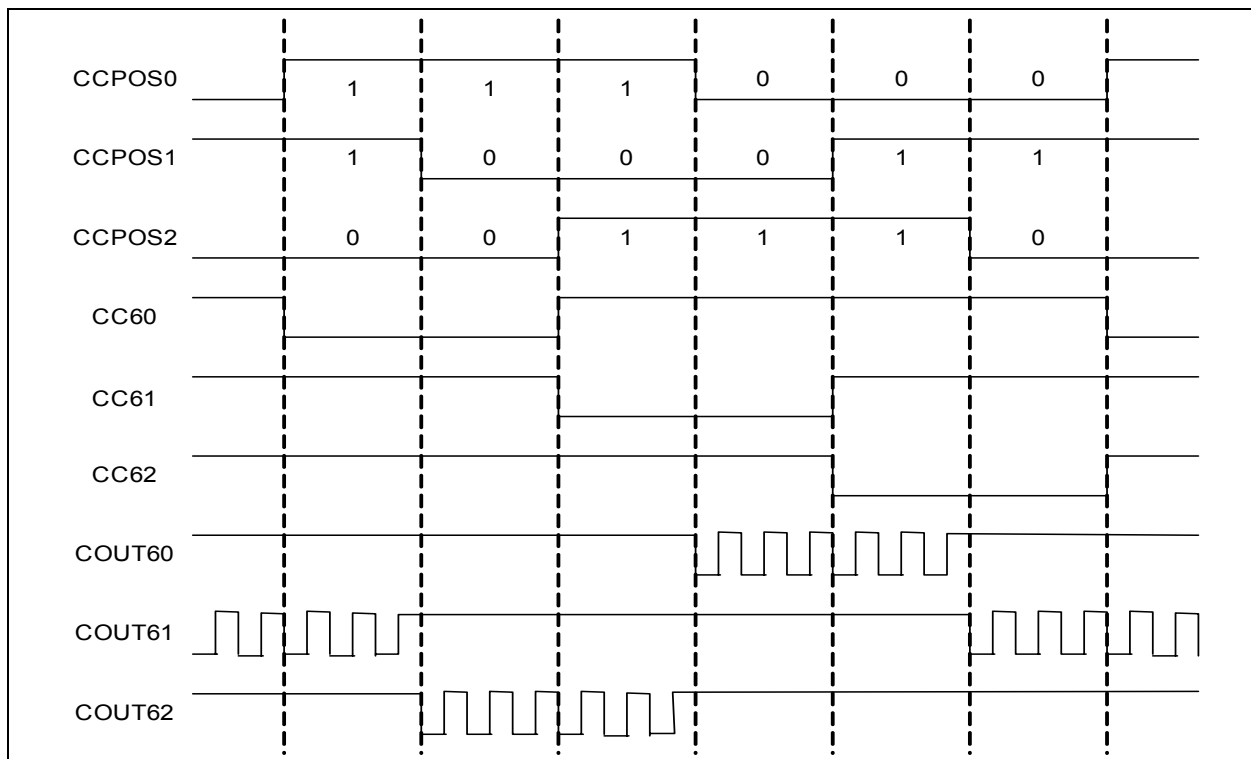 CCPOS0 1 1 1 0 0 0
CCPOS1 1 0 0 0 1 1
CCPOS2 0 0 1 1 1 0
CC60
CC61
CC62
COUT60
COUT61
COUT62